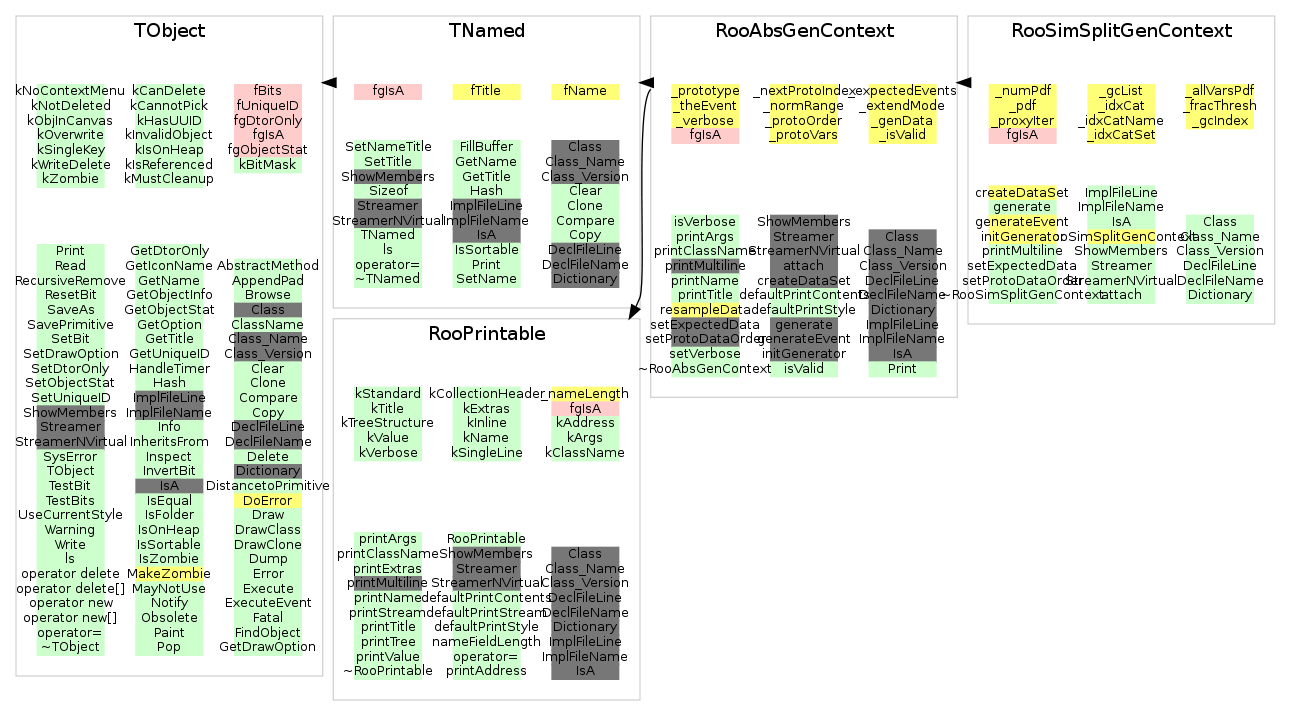 TObject
kNoContextMenu kCanDelete fBits
kNotDeleted kCannotPick fUniqueID
kObjInCanvas kHasUUID fgDtorOnly
kOverwrite kInvalidObject fgIsA
kSingleKey kIsOnHeap fgObjectStat
kWriteDelete kIsReferenced kBitMask
kZombie kMustCleanup
Print GetDtorOnly
Read GetIconName AbstractMethod
RecursiveRemove GetName AppendPad
ResetBit GetObjectInfo Browse
SaveAs GetObjectStat Class
SavePrimitive GetOption ClassName
SetBit GetTitle Class_Name
SetDrawOption GetUniqueID Class_Version
SetDtorOnly HandleTimer Clear
SetObjectStat Hash Clone
SetUniqueID ImplFileLine Compare
ShowMembers ImplFileName Copy
Streamer Info DeclFileLine
StreamerNVirtual InheritsFrom DeclFileName
SysError Inspect Delete
TObject InvertBit Dictionary
TestBit IsA DistancetoPrimitive
TestBits IsEqual DoError
UseCurrentStyle IsFolder Draw
Warning IsOnHeap DrawClass
Write IsSortable DrawClone
ls IsZombie Dump
operator delete MakeZombie Error
operator delete[] MayNotUse Execute
operator new Notify ExecuteEvent
operator new[] Obsolete Fatal
operator= Paint FindObject
~TObject Pop GetDrawOption
TNamed
fgIsA fTitle fName
SetNameTitle FillBuffer Class
SetTitle GetName Class_Name
ShowMembers GetTitle Class_Version
Sizeof Hash Clear
Streamer ImplFileLine Clone
StreamerNVirtual ImplFileName Compare
TNamed IsA Copy
ls IsSortable DeclFileLine
operator= Print DeclFileName
~TNamed SetName Dictionary
RooPrintable
kStandard kCollectionHeader _nameLength
kTitle kExtras fgIsA
kTreeStructure kInline kAddress
kValue kName kArgs
kVerbose kSingleLine kClassName
printArgs RooPrintable
printClassName ShowMembers Class
printExtras Streamer Class_Name
printMultiline StreamerNVirtual Class_Version
printName defaultPrintContents DeclFileLine
printStream defaultPrintStream DeclFileName
printTitle defaultPrintStyle Dictionary
printTree nameFieldLength ImplFileLine
printValue operator= ImplFileName
~RooPrintable printAddress IsA
RooAbsGenContext
_prototype _nextProtoIndex _expectedEvents
_theEvent _normRange _extendMode
_verbose _protoOrder _genData
fgIsA _protoVars _isValid
isVerbose ShowMembers
printArgs Streamer Class
printClassName StreamerNVirtual Class_Name
printMultiline attach Class_Version
printName createDataSet DeclFileLine
printTitle defaultPrintContents DeclFileName
resampleData defaultPrintStyle Dictionary
setExpectedData generate ImplFileLine
setProtoDataOrder generateEvent ImplFileName
setVerbose initGenerator IsA
~RooAbsGenContext isValid Print
RooSimSplitGenContext
_numPdf _gcList _allVarsPdf
_pdf _idxCat _fracThresh
_proxyIter _idxCatName _gcIndex
fgIsA _idxCatSet
createDataSet ImplFileLine
generate ImplFileName
generateEvent IsA Class
initGenerator RooSimSplitGenContext Class_Name
printMultiline ShowMembers Class_Version
setExpectedData Streamer DeclFileLine
setProtoDataOrder StreamerNVirtual DeclFileName
~RooSimSplitGenContext attach Dictionary